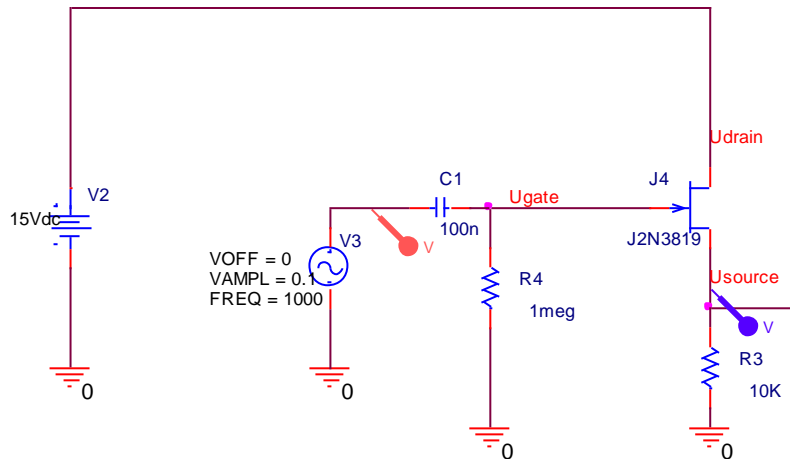 Udrain
V2
C1
J4
Ugate
15Vdc
100n
V
V3
J2N3819
VOFF = 0
VAMPL = 0.1
FREQ = 1000
R4
1meg
Usource
V
R3
10K
0
0
0
0